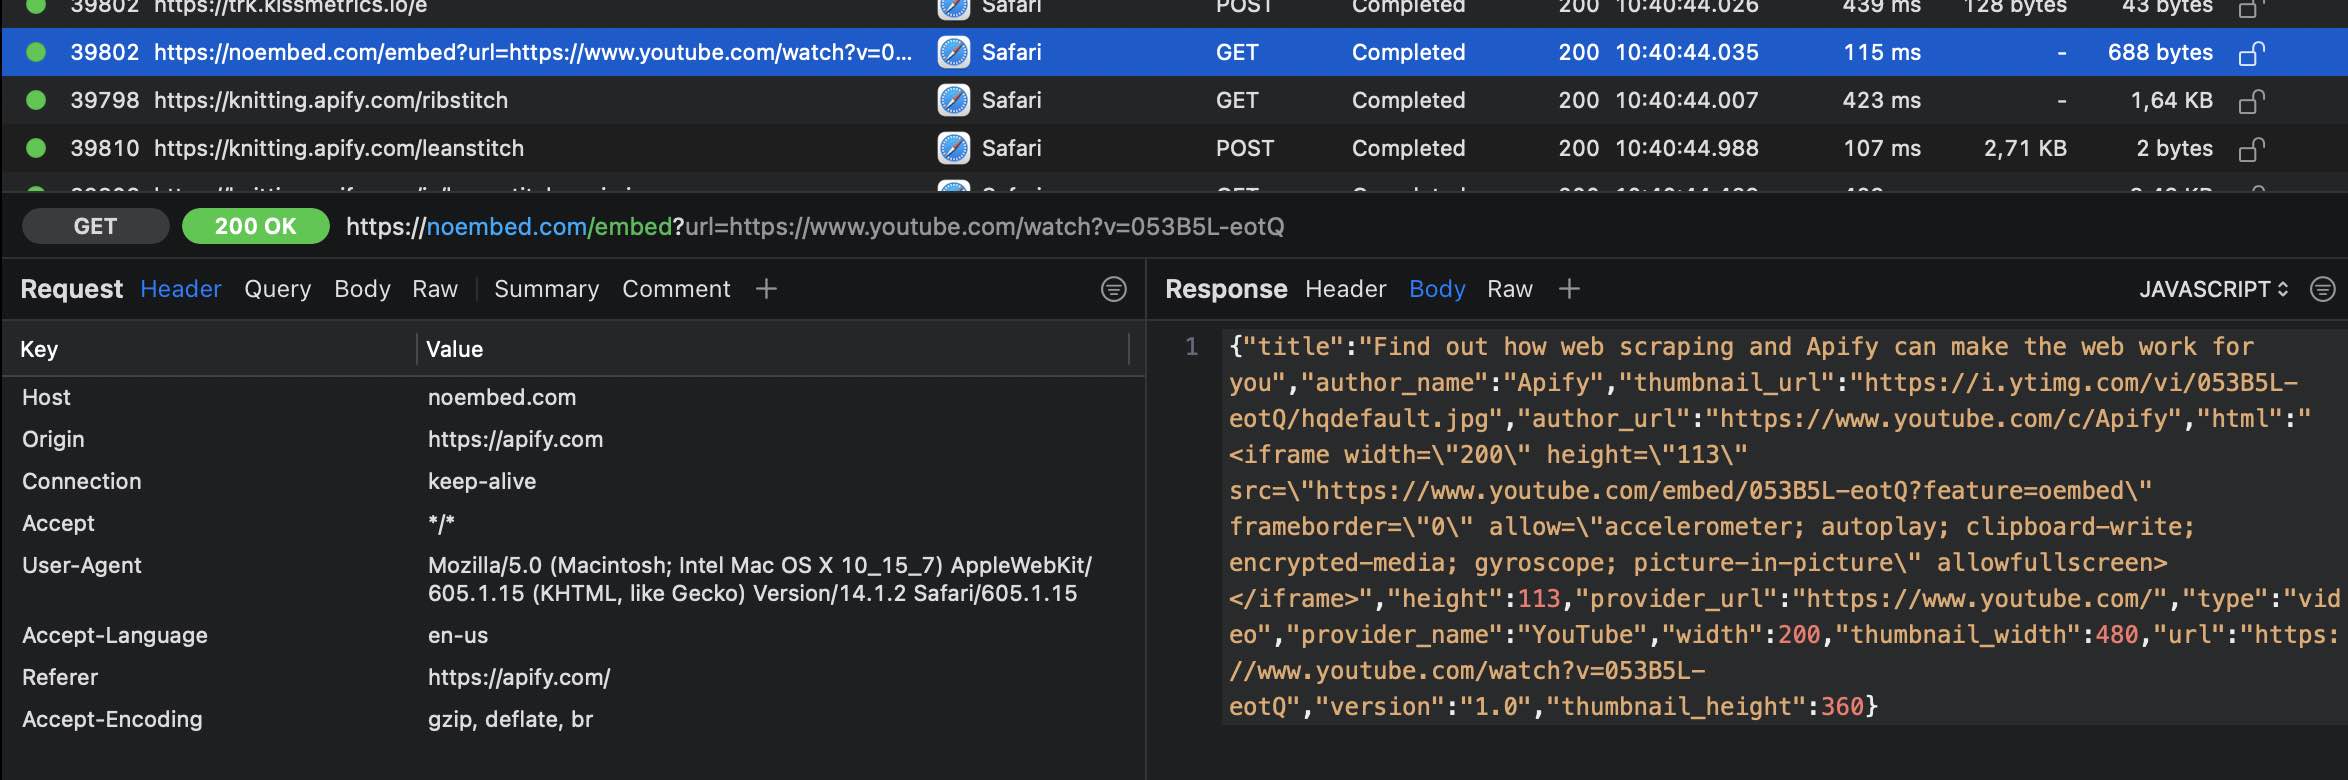 39802 https://trk.kissmetrics.io/e Safari POST Completed 200 10:40:44.026 439 ms 128 bytes 43 bytes
39802 https://noembed.com/embed?url=https://www.youtube.com/watch?v=0... Safari GET Completed 200 10:40:44.035 115 ms - 688 bytes
39798 https://knitting.apify.com/ribstitch Safari GET Completed 200 10:40:44.007 423 ms - 1,64 KB
39810 https://knitting.apify.com/leanstitch Safari POST Completed 200 10:40:44.988 107 ms 2,71 KB 2 bytes
GET 200 OK https://noembed.com/embed?url=https://www.youtube.com/watch?v=053B5L-eotQ
Request Header Query Body Raw Summary Comment +
Key Value
Host noembed.com
Origin https://apify.com
Connection keep-alive
Accept */*
User-Agent Mozilla/5.0 (Macintosh; Intel Mac OS X 10_15_7) AppleWebKit/
605.1.15 (KHTML, like Gecko) Version/14.1.2 Safari/605.1.15
Accept-Language en-us
Referer https://apify.com/
Accept-Encoding gzip, deflate, br
Response Header Body Raw + JAVASCRIPT
1 {"title":"Find out how web scraping and Apify can make the web work for
you","author_name":"Apify","thumbnail_url":"https://i.ytimg.com/vi/053B5L-
eotQ/hqdefault.jpg","author_url":"https://www.youtube.com/c/Apify","html":"
<iframe width=\"200\" height=\"113\"
src=\"https://www.youtube.com/embed/053B5L-eotQ?feature=oembed\"
frameborder=\"0\" allow=\"accelerometer; autoplay; clipboard-write;
encrypted-media; gyroscope; picture-in-picture\" allowfullscreen>
</iframe>","height":113,"provider_url":"https://www.youtube.com/","type":"vid
eo","provider_name":"YouTube","width":200,"thumbnail_width":480,"url":"https:
//www.youtube.com/watch?v=053B5L-
eotQ","version":"1.0","thumbnail_height":360}